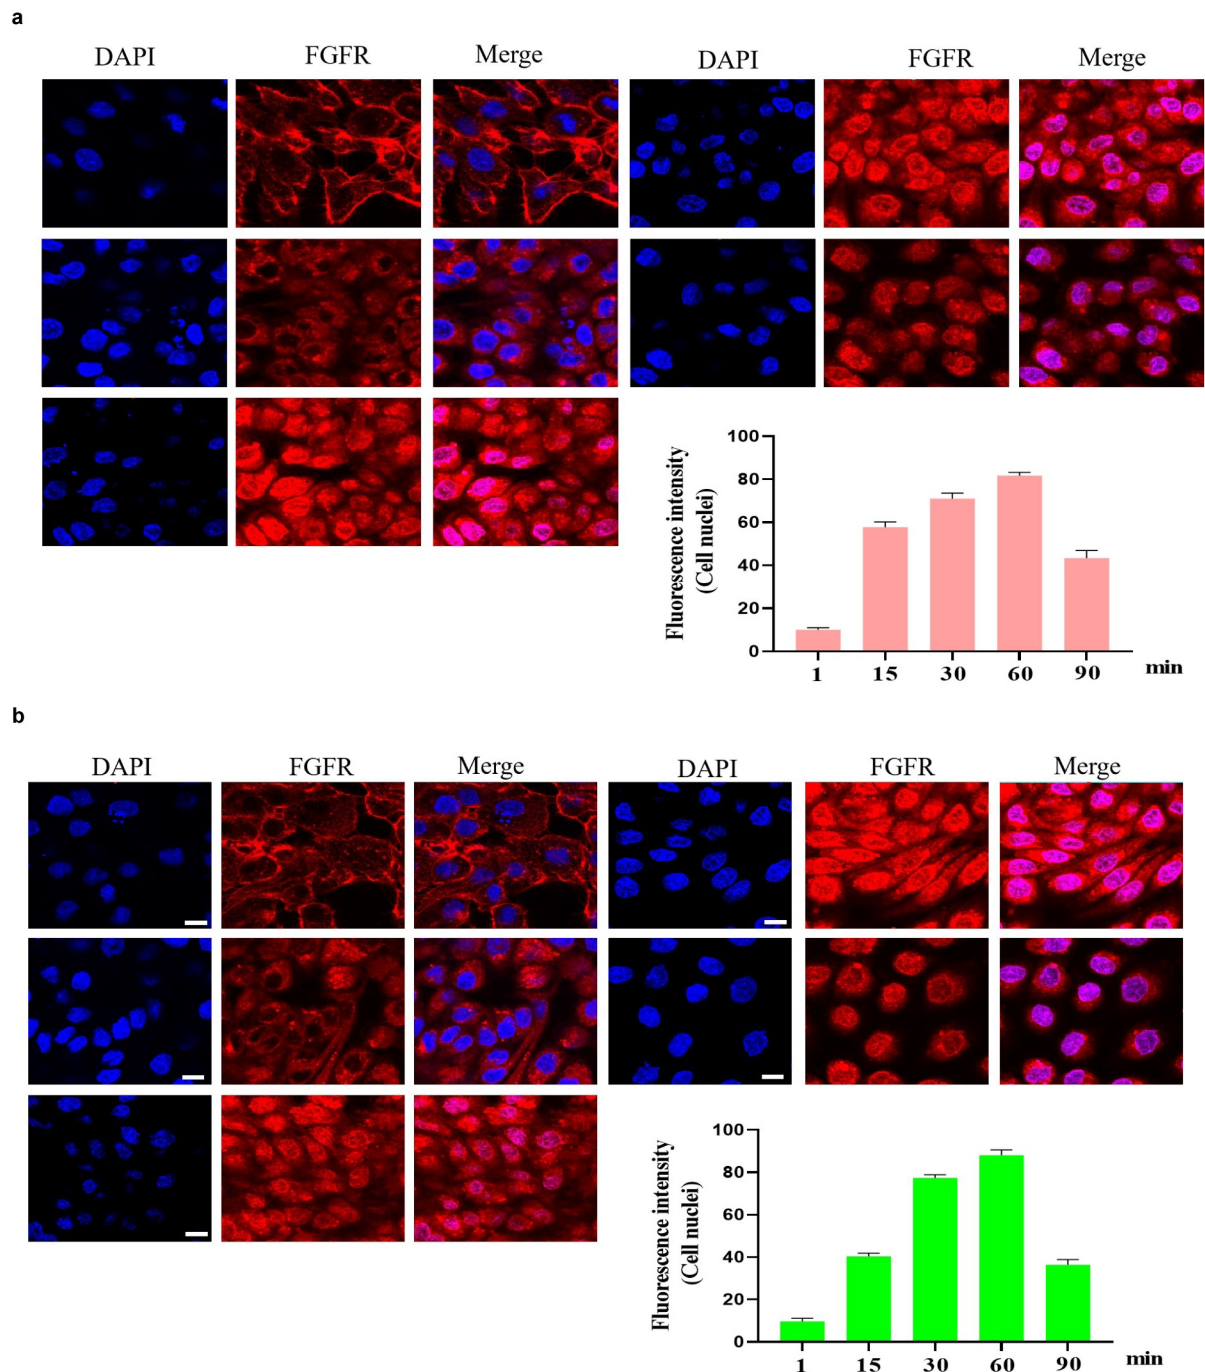 a
DAPI FGFR Merge DAPI FGFR Merge
Fluorescence intensity
(Cell nuclei)
100
80
60
40
20
0
1 15 30 60 90 min
b
DAPI FGFR Merge DAPI FGFR Merge
Fluorescence intensity
(Cell nuclei)
100
80
60
40
20
0
1 15 30 60 90 min